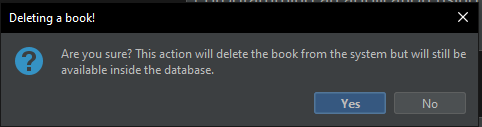 Deleting a book!
Are you sure? This action will delete the book from the system but will still be
available inside the database.
Yes
No